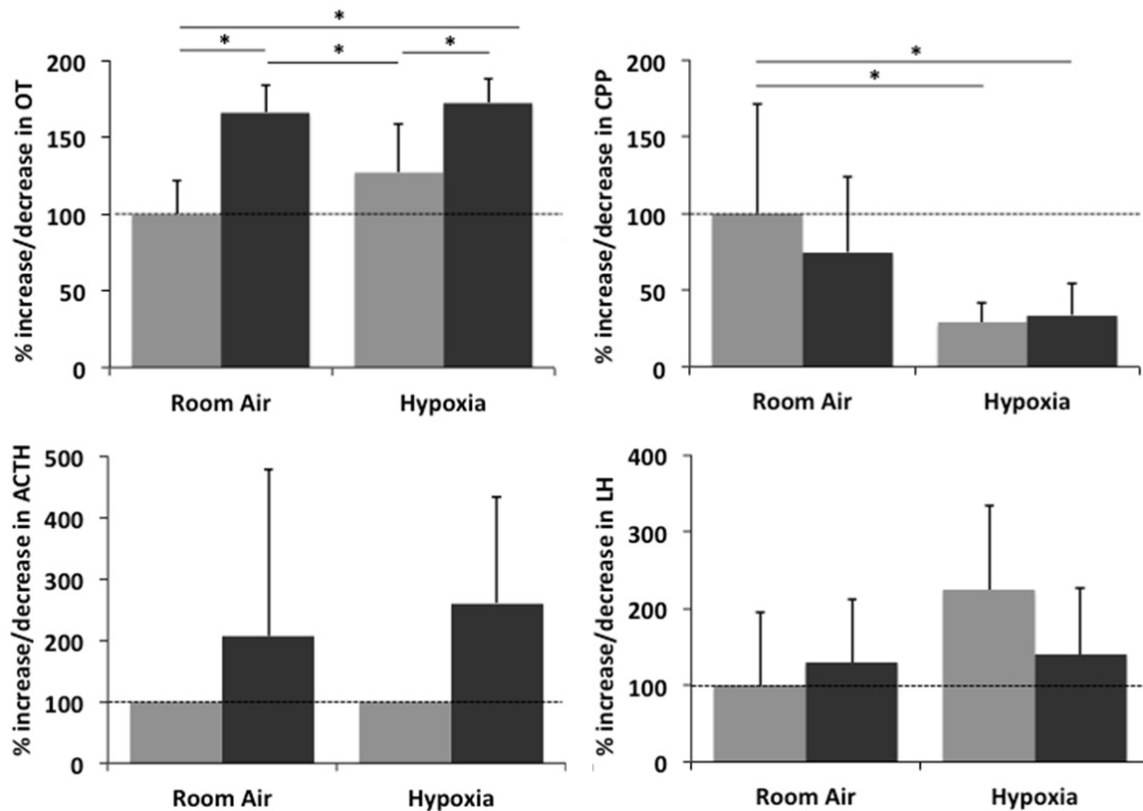 *
* * *
% increase/decrease in OT
200
150
100
50
0
Room Air Hypoxia
*
*
% increase/decrease in CPP
200
150
100
50
0
Room Air Hypoxia
% increase/decrease in ACTH
500
400
300
200
100
0
Room Air Hypoxia
% increase/decrease in LH
400
300
200
100
0
Room Air Hypoxia